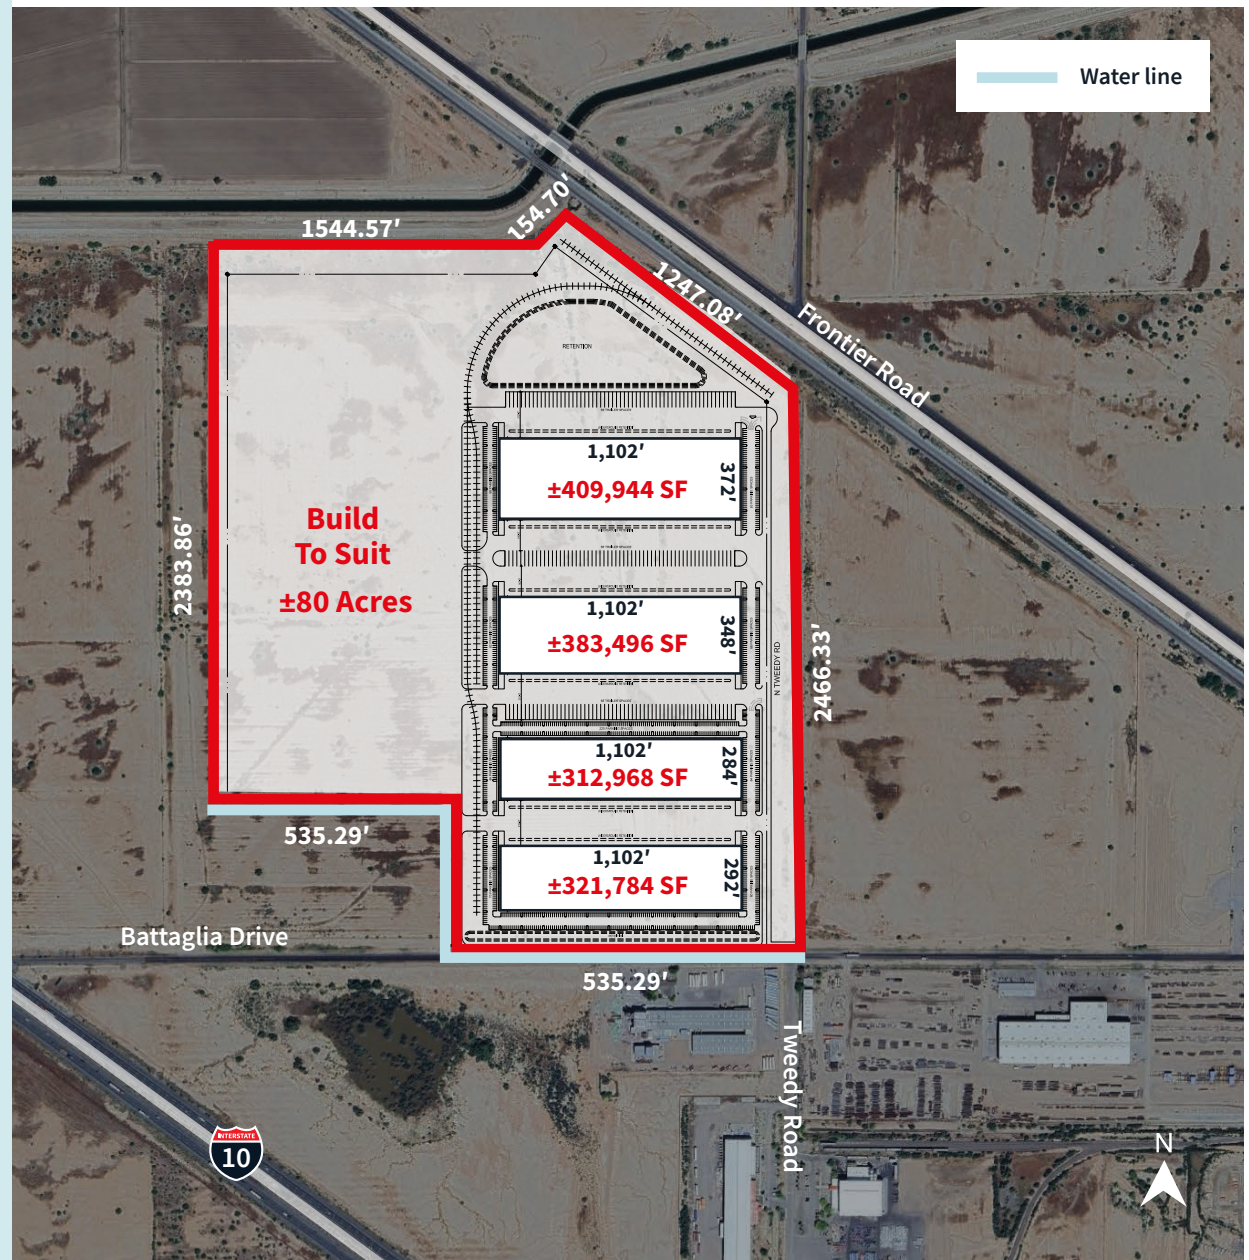 Water line
1544.57'
154.70'
1247.08'
Frontier Road
RETENTION
1,102'
372'
±409,944 SF
Build
To Suit
±80 Acres
2383.86'
1,102'
348'
±383,496 SF
N TWEEDY RD
2466.33'
1,102'
284'
±312,968 SF
535.29'
1,102'
292'
±321,784 SF
Battaglia Drive
535.29'
Tweedy Road
INTERSTATE
10
N